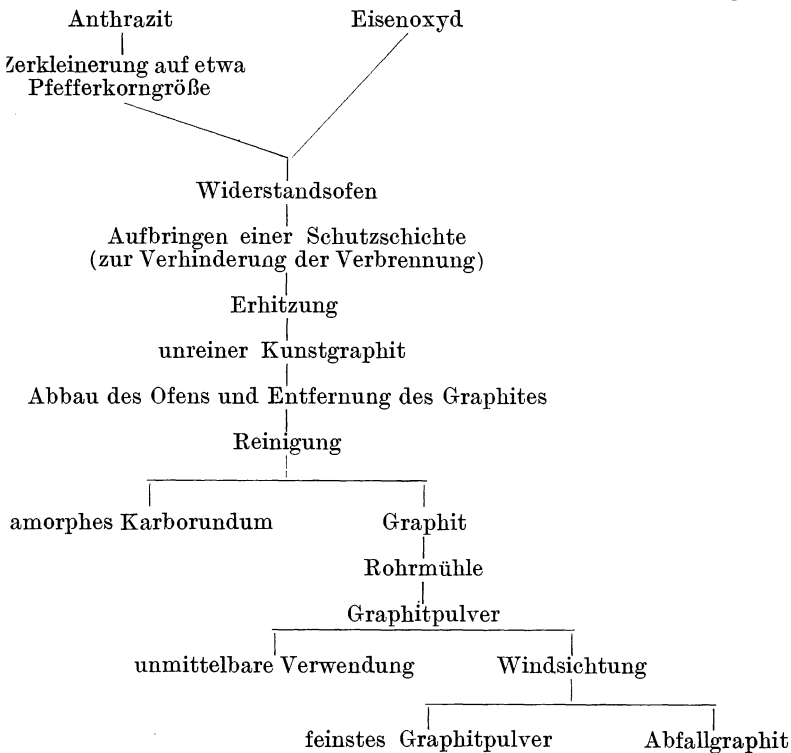 Anthrazit Eisenoxyd
Zerkleinerung auf etwa
Pfefferkorngröße
Widerstandsofen
Aufbringen einer Schutzschichte
(zur Verhinderung der Verbrennung)
Erhitzung
unreiner Kunstgraphit
Abbau des Ofens und Entfernung des Graphites
Reinigung
amorphes Karborundum Graphit
Rohrmühle
Graphitpulver
unmittelbare Verwendung Windsichtung
feinstes Graphitpulver Abfallgraphit